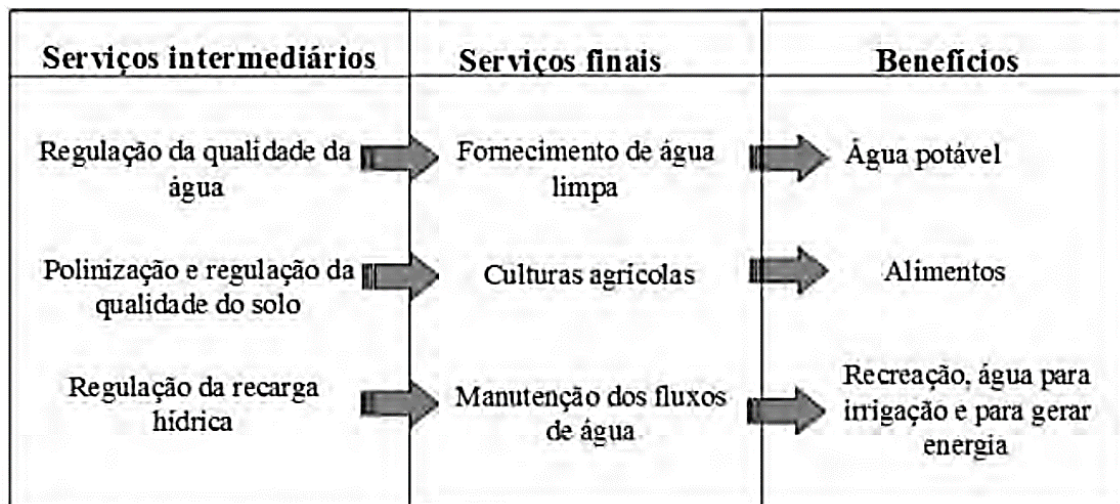 Serviços intermediários
Serviços finais
Benefícios
Regulação da qualidade da
água
Fornecimento de água
limpa
Água potável
Polinização e regulação da
qualidade do solo
Culturas agrícolas
Alimentos
Regulação da recarga
hídrica
Manutenção dos fluxos
de água
Recreação, água para
irrigação e para gerar
energia